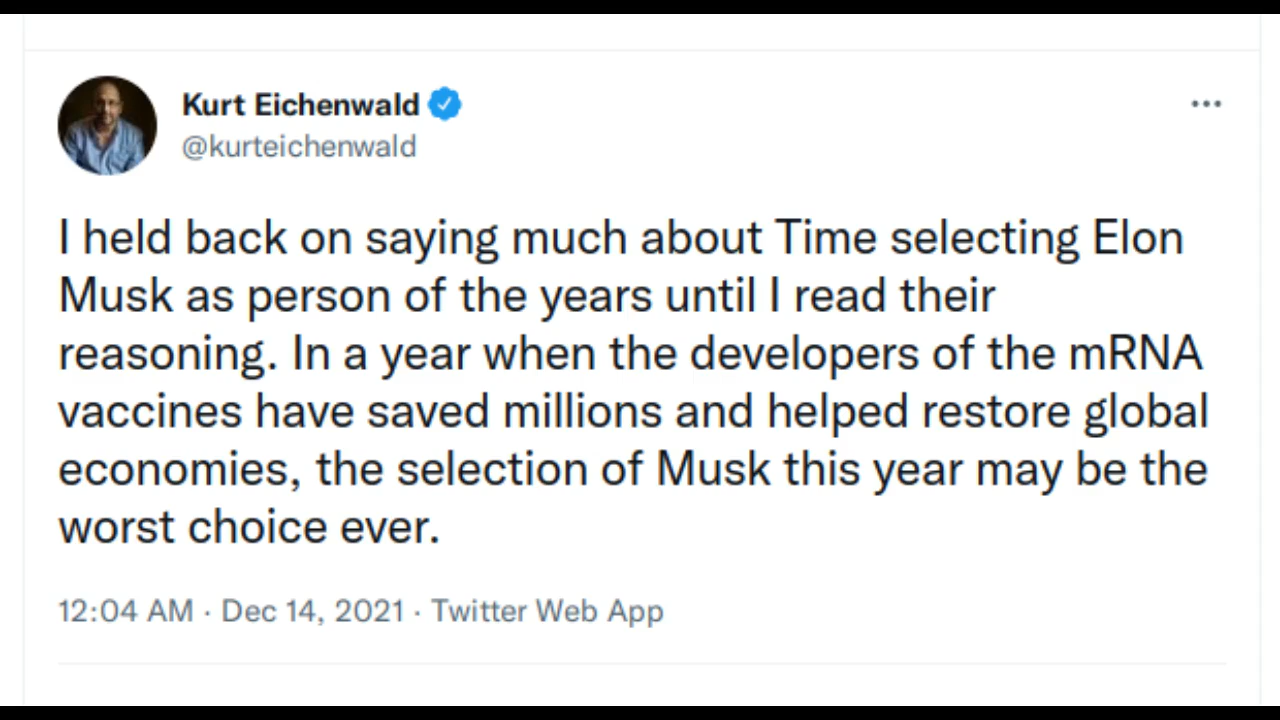 Kurt Eichenwald
@kurteichenwald
I held back on saying much about Time selecting Elon
Musk as person of the years until I read their
reasoning. In a year when the developers of the mRNA
vaccines have saved millions and helped restore global
economies, the selection of Musk this year may be the
worst choice ever.
12:04 AM · Dec 14, 2021 · Twitter Web App